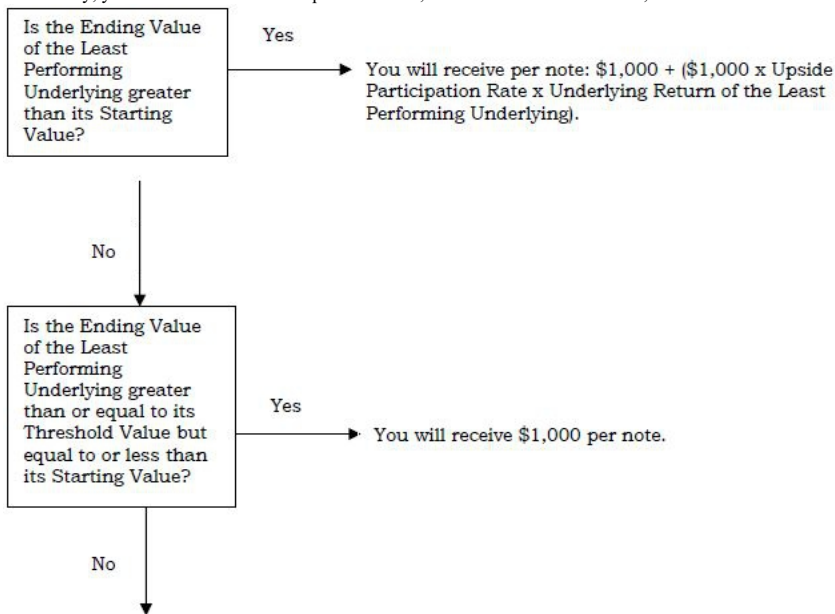 Is the Ending Value
of the Least
Performing
Underlying greater
than its Starting
Value?
Yes
You will receive per note: $1,000 + ($1,000 x Upside
Participation Rate x Underlying Return of the Least
Performing Underlying).
No
Is the Ending Value
of the Least
Performing
Underlying greater
than or equal to its
Threshold Value but
equal to or less than
its Starting Value?
Yes
You will receive $1,000 per note.
No